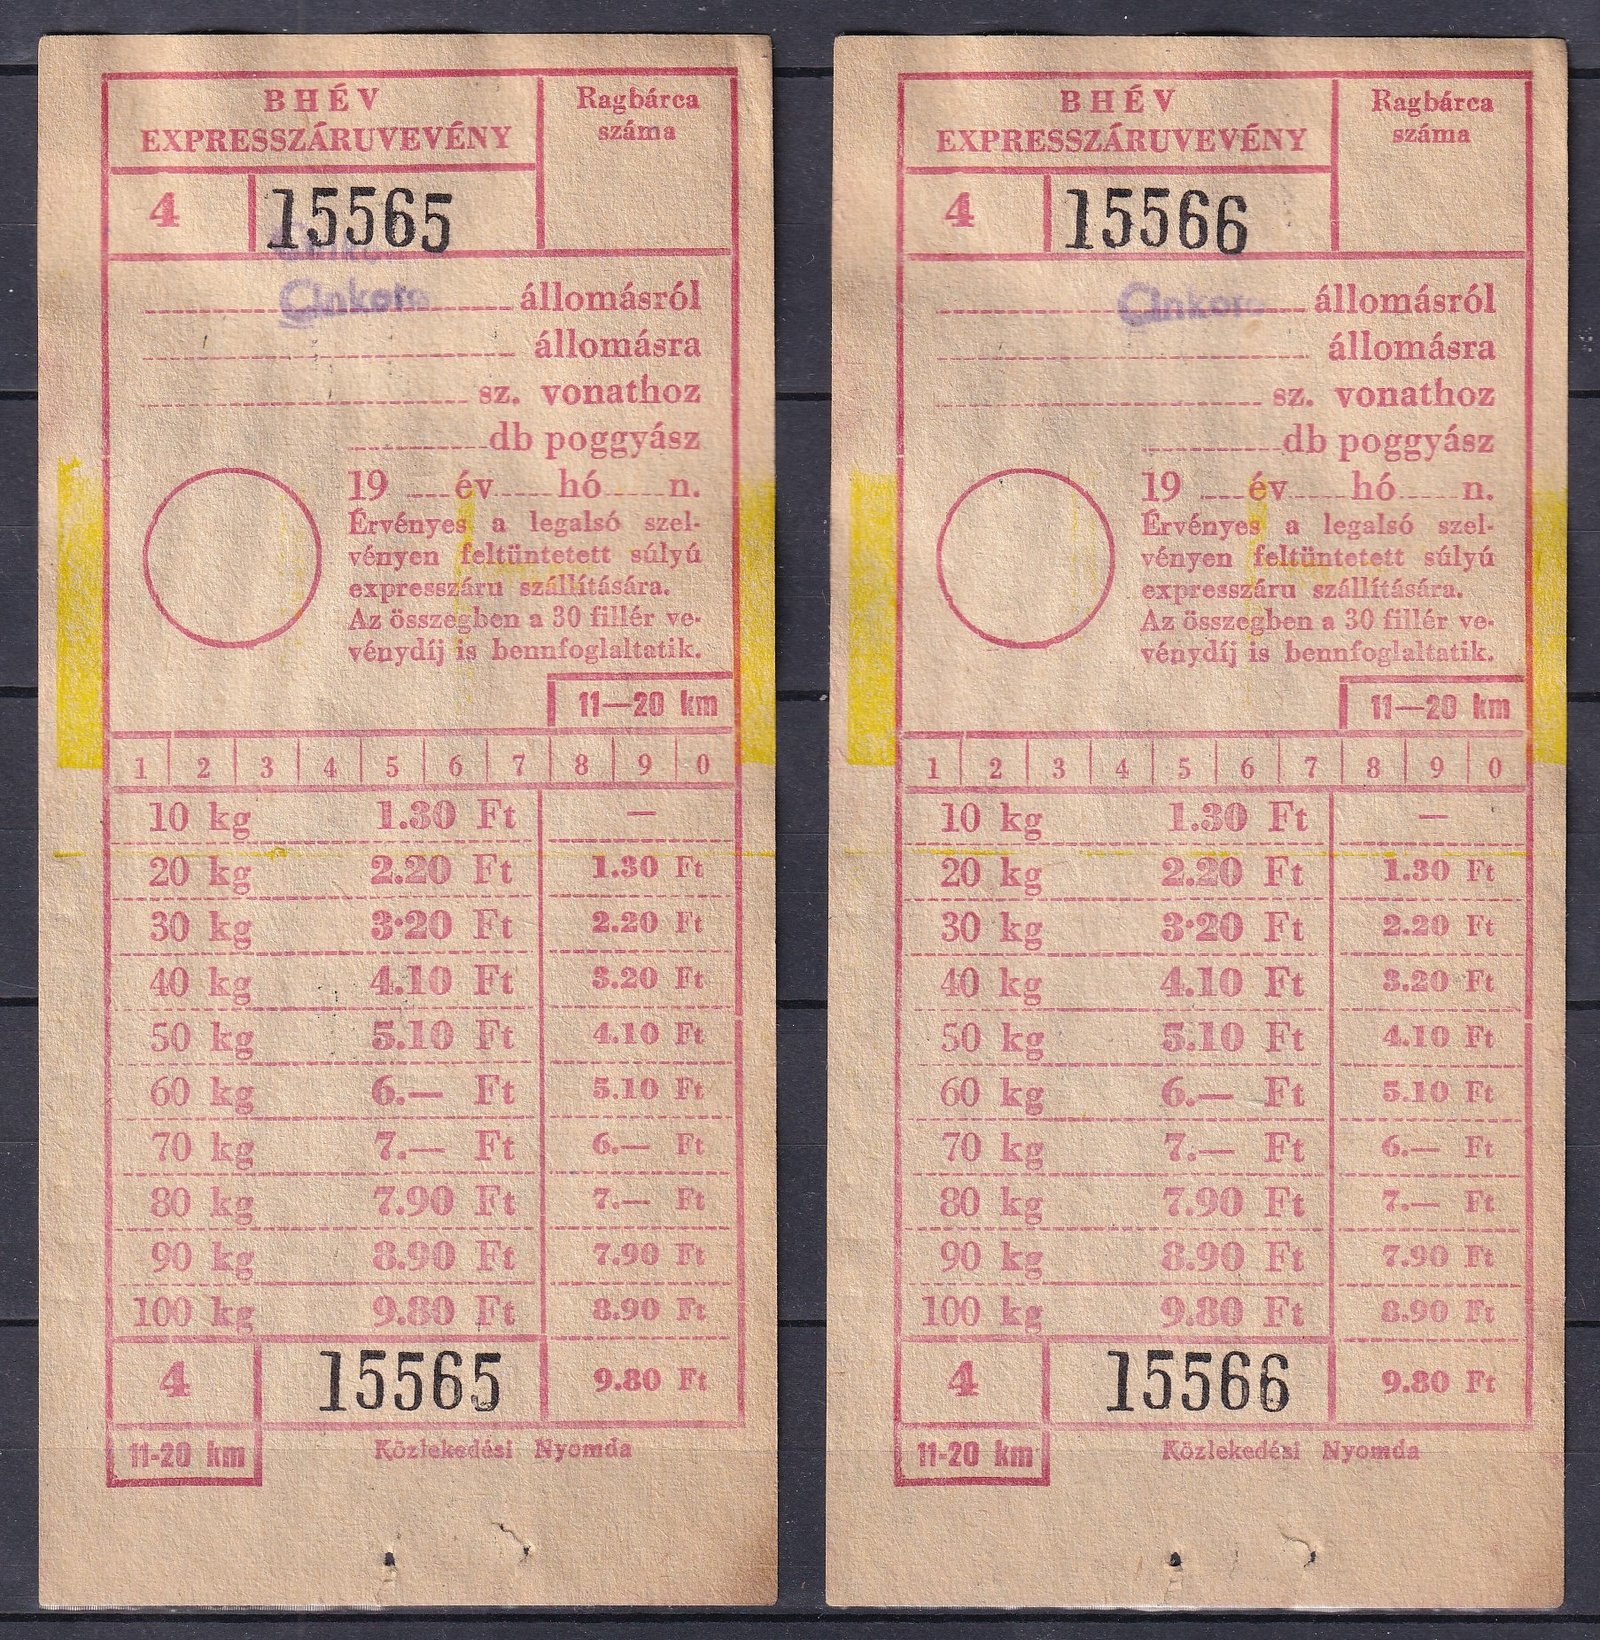 BHÉV
EXPRESSZÁRUVEVÉNY
Ragbárca
száma
4
15565
Cinkota
állomásról
állomásra
sz. vonathoz
db poggyász
19 év hó n.
Érvényes a legalsó szel-
vényen feltüntetett súlyú
expresszáru szállítására.
Az összegben a 30 fillér ve-
vénydíj is bennfoglaltatik.
11—20 km
1 2 3 4 5 6 7 8 9 0
10 kg 1.30 Ft —
20 kg 2.20 Ft 1.30 Ft
30 kg 3·20 Ft 2.20 Ft
40 kg 4.10 Ft 3.20 Ft
50 kg 5.10 Ft 4.10 Ft
60 kg 6.— Ft 5.10 Ft
70 kg 7.— Ft 6.— Ft
80 kg 7.90 Ft 7.— Ft
90 kg 8.90 Ft 7.90 Ft
100 kg 9.80 Ft 8.90 Ft
4 15565 9.80 Ft
11-20 km
Közlekedési Nyomda
BHÉV
EXPRESSZÁRUVEVÉNY
Ragbárca
száma
4
15566
Cinkota
állomásról
állomásra
sz. vonathoz
db poggyász
19 év hó n.
Érvényes a legalsó szel-
vényen feltüntetett súlyú
expresszáru szállítására.
Az összegben a 30 fillér ve-
vénydíj is bennfoglaltatik.
11—20 km
1 2 3 4 5 6 7 8 9 0
10 kg 1.30 Ft —
20 kg 2.20 Ft 1.30 Ft
30 kg 3·20 Ft 2.20 Ft
40 kg 4.10 Ft 3.20 Ft
50 kg 5.10 Ft 4.10 Ft
60 kg 6.— Ft 5.10 Ft
70 kg 7.— Ft 6.— Ft
80 kg 7.90 Ft 7.— Ft
90 kg 8.90 Ft 7.90 Ft
100 kg 9.80 Ft 8.90 Ft
4 15566 9.80 Ft
11-20 km
Közlekedési Nyomda